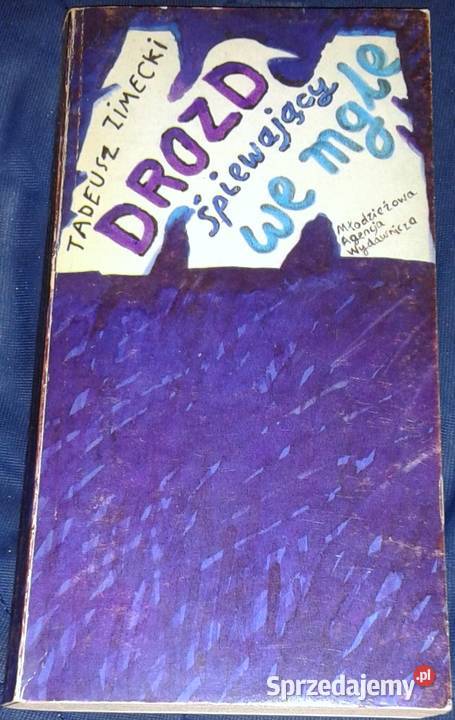 TADEUSZ ZIMECKI
DROZD
śpiewający
we mgle
Młodzieżowa
Agencja
Wydawnicza
Sprzedajemy.pl